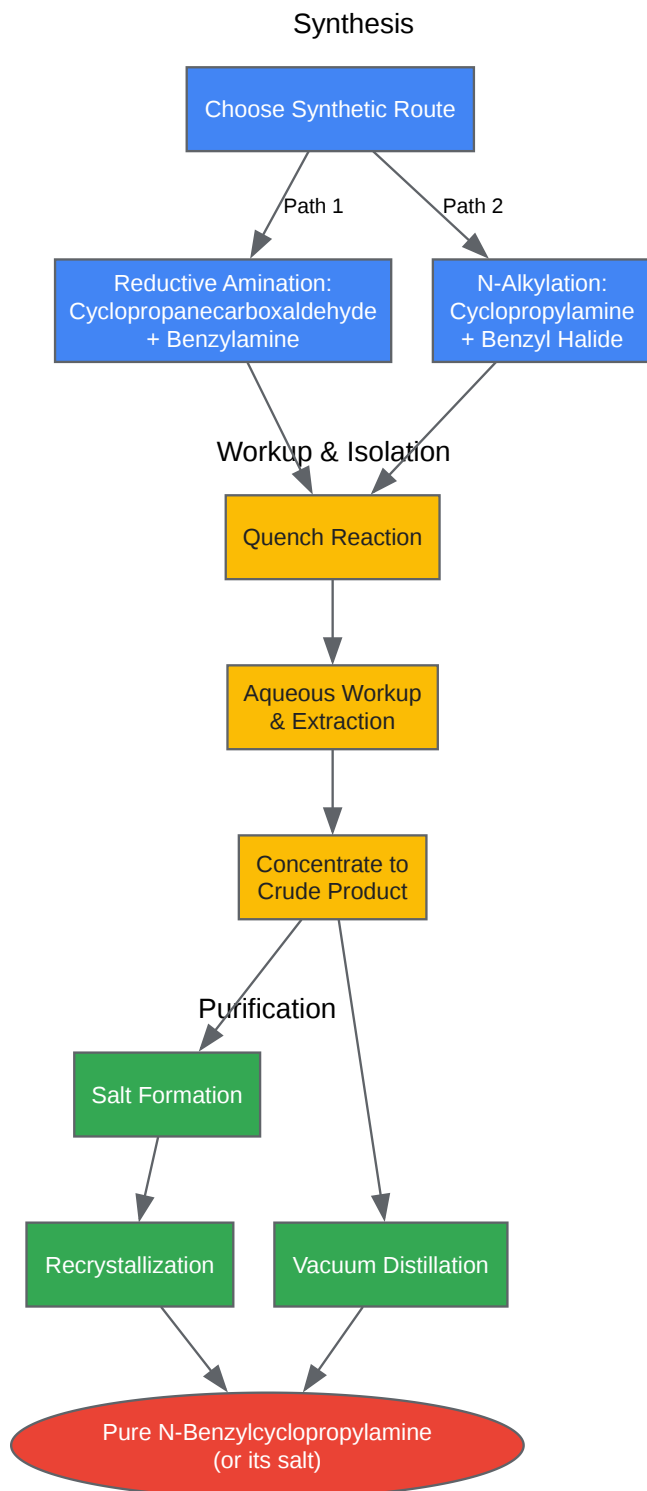 Synthesis
Choose Synthetic Route
Path 1
Path 2
Reductive Amination:
Cyclopropanecarboxaldehyde
+ Benzylamine
N-Alkylation:
Cyclopropylamine
+ Benzyl Halide
Workup & Isolation
Quench Reaction
Aqueous Workup
& Extraction
Concentrate to
Crude Product
Purification
Salt Formation
Recrystallization
Vacuum Distillation
Pure N-Benzylcyclopropylamine
(or its salt)